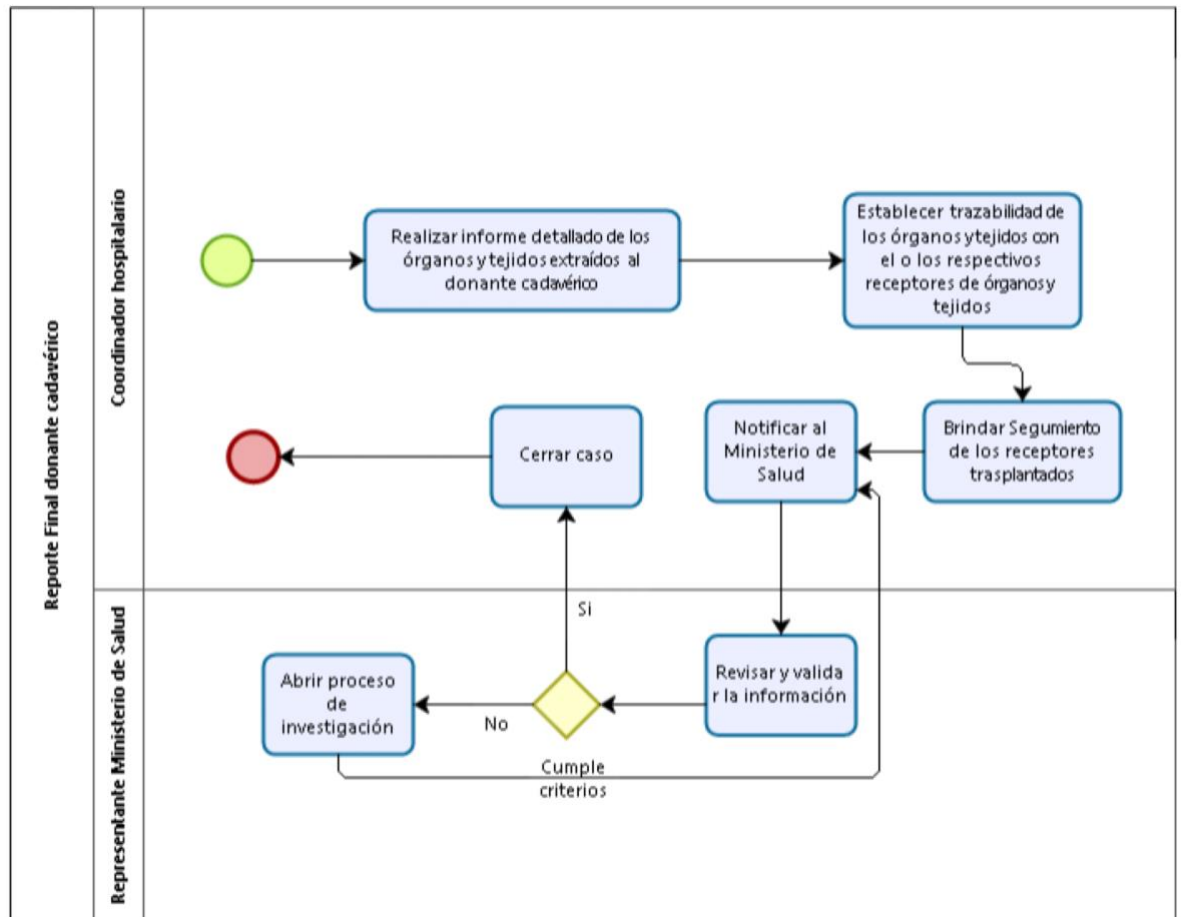 Reporte Final donante cadavérico
Coordinador hospitalario
Realizar informe detallado de los
órganos y tejidos extraídos al
donante cadavérico
Establecer trazabilidad de
los órganos y tejidos con
el o los respectivos
receptores de órganos y
tejidos
Brindar Segumiento
de los receptores
trasplantados
Notificar al
Ministerio de
Salud
Cerrar caso
Representante Ministerio de Salud
Si
Revisar y valida
r la información
No
Abrir proceso
de
investigación
Cumple
criterios